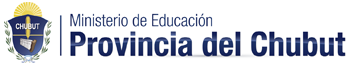 CHUBUT
Ministerio de Educación
Provincia del Chubut